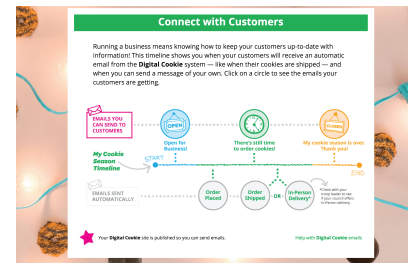 Connect with Customers
Running a business means knowing how to keep your customers up-to-date with
information! This timeline shows you when your customers will receive an automatic
email from the Digital Cookie system — like when their cookies are shipped — and
when you can send a message of your own. Click on a circle to see the emails your
customers are getting.
EMAILS YOU
CAN SEND TO
CUSTOMERS
OPEN
CLOSED
Open for
Business!
There's still time
to order cookies!
My cookie season is over.
Thank you!
My Cookie
Season
Timeline
START
END
EMAILS SENT
AUTOMATICALLY
Order
Placed
Order
Shipped
OR
In-Person
Delivery*
*Check with your
troop leader to see
if your council offers
In-Person delivery.
Your Digital Cookie site is published so you can send emails.
Help with Digital Cookie emails